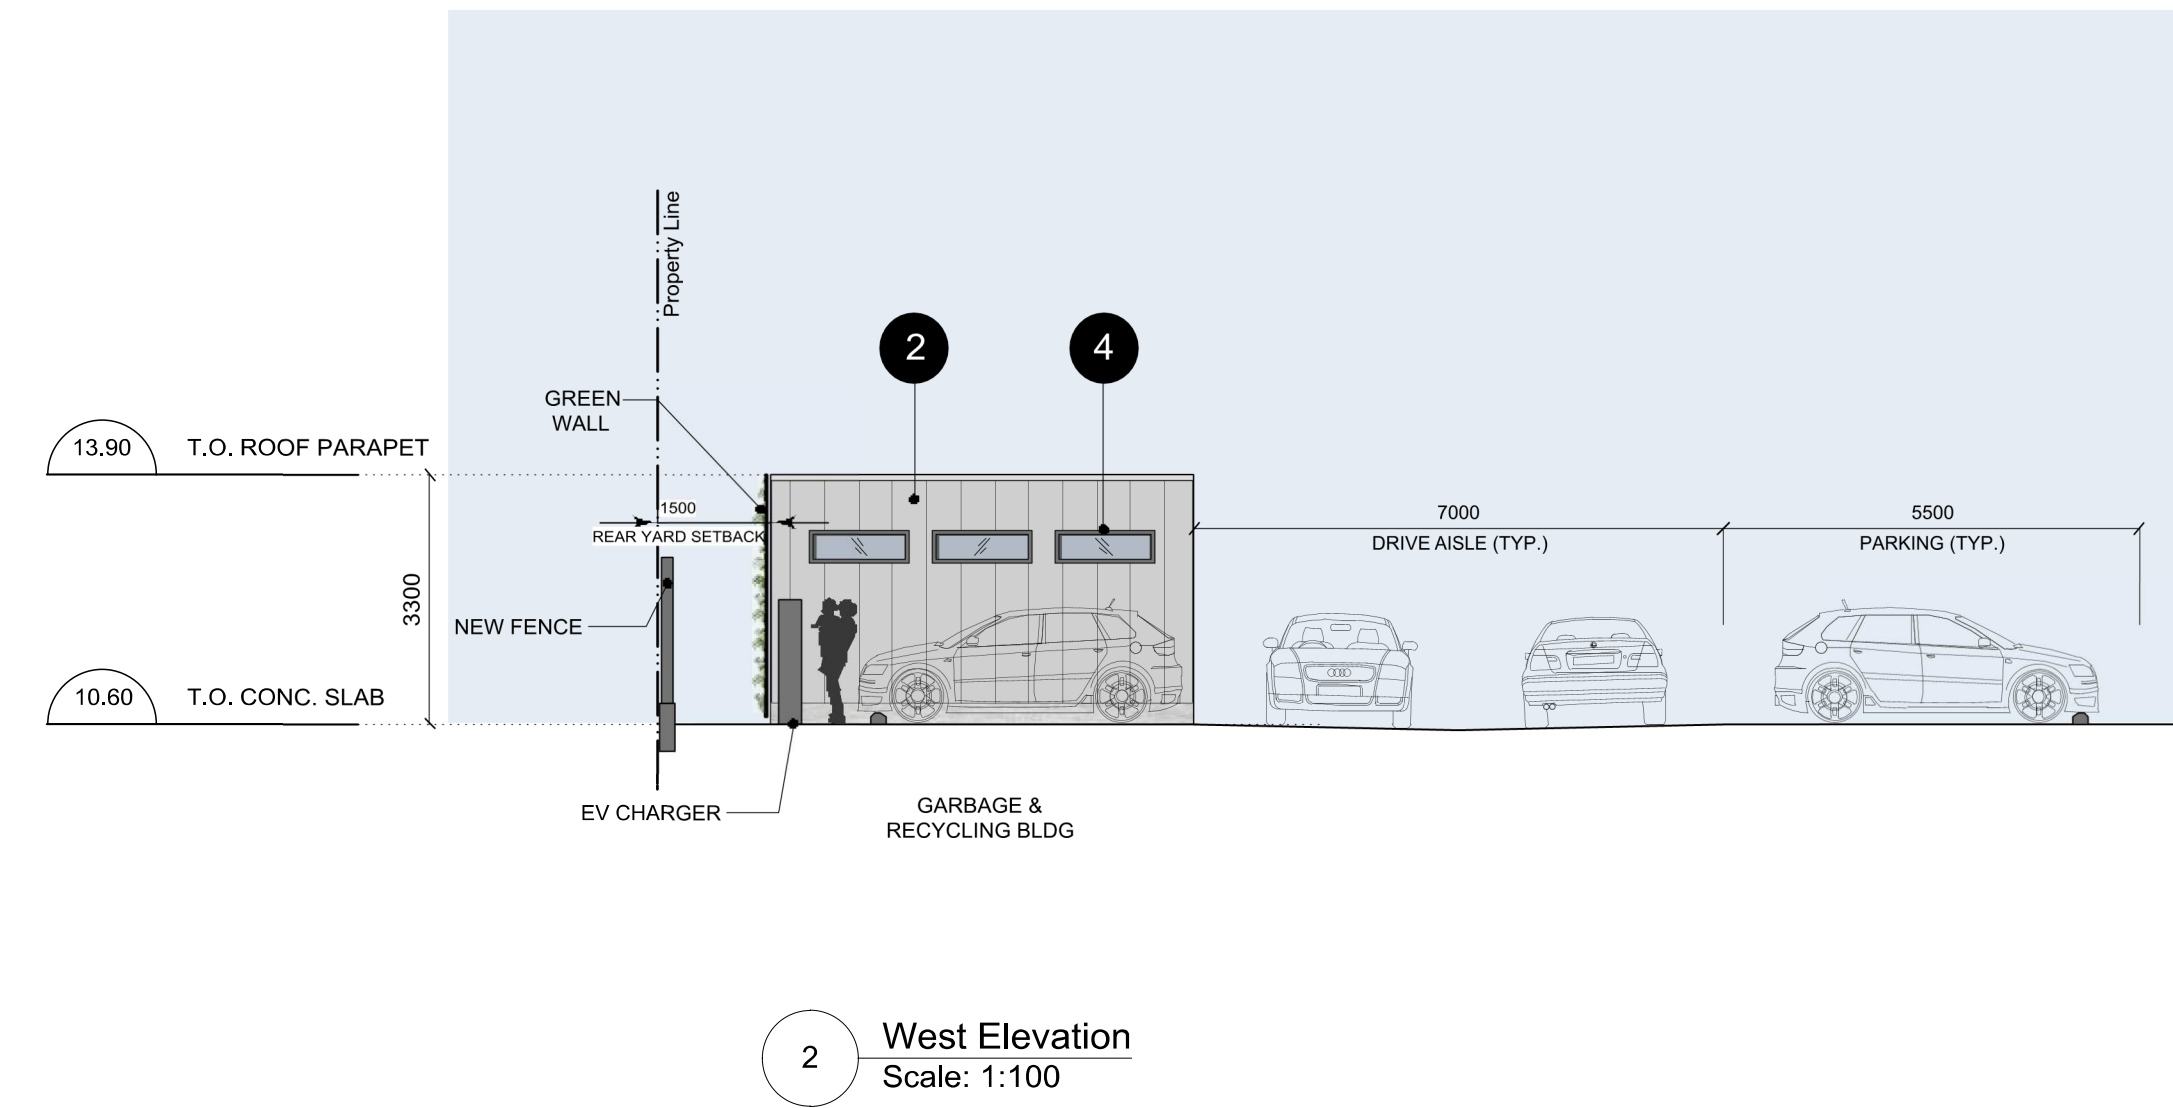 Property Line
2
4
GREEN
WALL
13.90
T.O. ROOF PARAPET
1500
REAR YARD SETBACK
7000
DRIVE AISLE (TYP.)
5500
PARKING (TYP.)
3300
NEW FENCE
10.60
T.O. CONC. SLAB
EV CHARGER
GARBAGE &
RECYCLING BLDG
2
West Elevation
Scale: 1:100